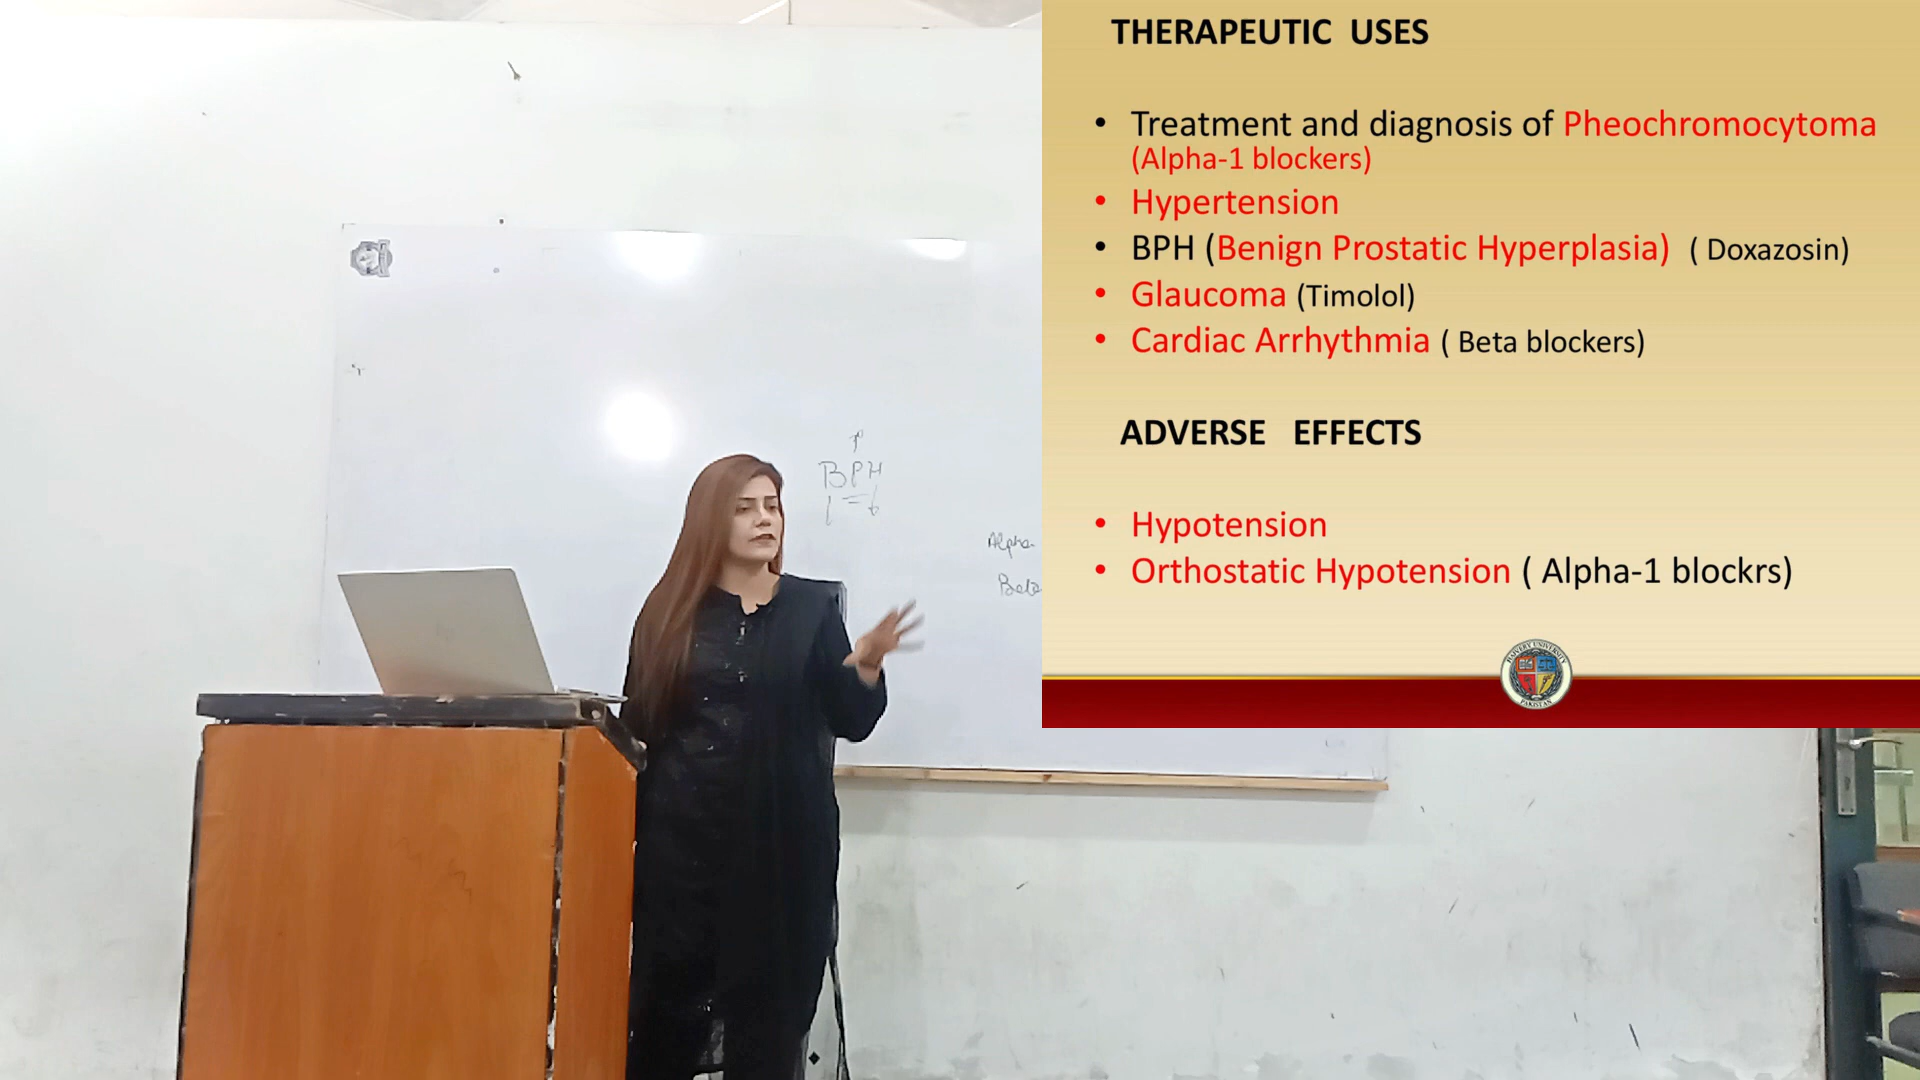 THERAPEUTIC USES
• Treatment and diagnosis of Pheochromocytoma
(Alpha-1 blockers)
• Hypertension
• BPH (Benign Prostatic Hyperplasia) ( Doxazosin)
• Glaucoma (Timolol)
• Cardiac Arrhythmia ( Beta blockers)
ADVERSE EFFECTS
• Hypotension
• Orthostatic Hypotension ( Alpha-1 blockrs)
PAKISTAN
BPH
Alpha-
Beta